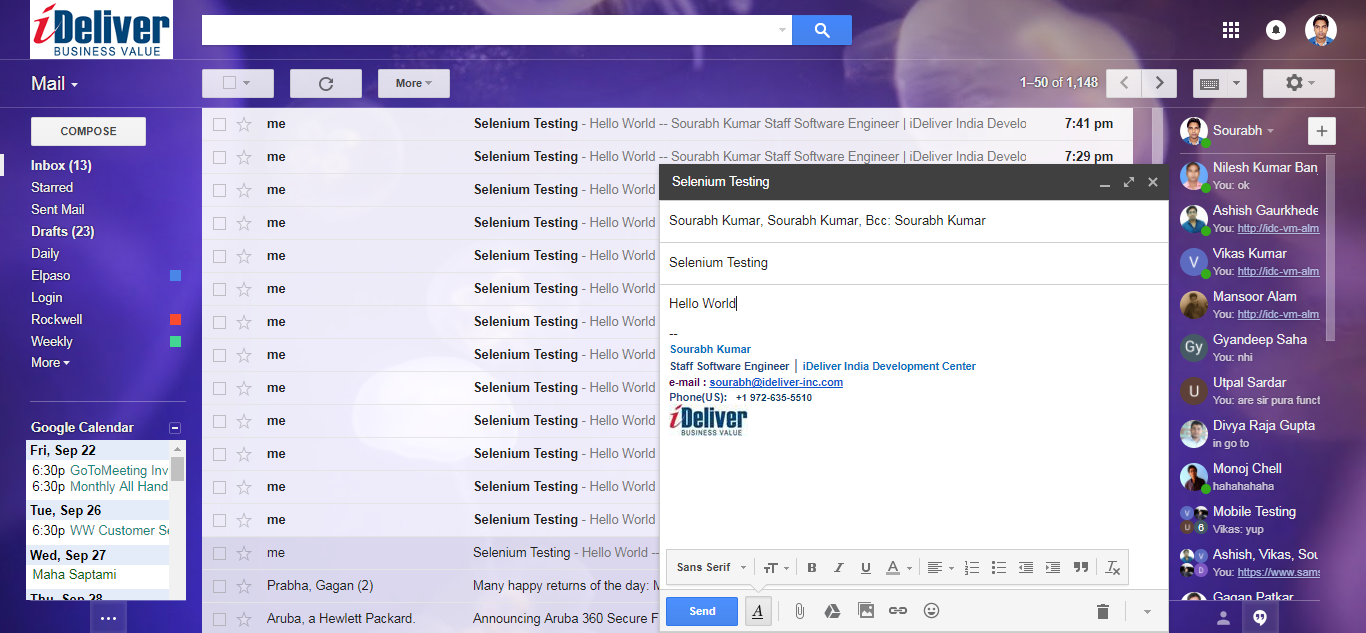 iDeliver
BUSINESS VALUE
Mail
More
1–50 of 1,148
COMPOSE
Inbox (13)
Starred
Sent Mail
Drafts (23)
Daily
Elpaso
Login
Rockwell
Weekly
More
Google Calendar
Fri, Sep 22
6:30p GoToMeeting Inv
6:30p Monthly All Hand
Tue, Sep 26
6:30p WW Customer Se
Wed, Sep 27
Maha Saptami
Thu, Sep 28
me Selenium Testing - Hello World -- Sourabh Kumar Staff Software Engineer | iDeliver India Develo 7:41 pm
me Selenium Testing - Hello World -- Sourabh Kumar Staff Software Engineer | iDeliver India Develo 7:29 pm
me Selenium Testing - Hello World
me Selenium Testing - Hello World
me Selenium Testing - Hello World
me Selenium Testing - Hello World
me Selenium Testing - Hello World
me Selenium Testing - Hello World
me Selenium Testing - Hello World
me Selenium Testing - Hello World
me Selenium Testing - Hello World
me Selenium Testing - Hello World
me Selenium Testing - Hello World
me Selenium Testing - Hello World --
Prabha, Gagan (2) Many happy returns of the day: M
Aruba, a Hewlett Packard. Announcing Aruba 360 Secure F
Selenium Testing
Sourabh Kumar, Sourabh Kumar, Bcc: Sourabh Kumar
Selenium Testing
Hello World
--
Sourabh Kumar
Staff Software Engineer | iDeliver India Development Center
e-mail : sourabh@ideliver-inc.com
Phone(US): +1 972-635-5510
iDeliver
BUSINESS VALUE
Sans Serif
B I U A
Send A
Sourabh
Nilesh Kumar Ban
You: ok
Ashish Gaurkhede
You: http://idc-vm-alm
V
Vikas Kumar
You: http://idc-vm-alm
Mansoor Alam
You: http://idc-vm-alm
Gy
Gyandeep Saha
You: nhi
U
Utpal Sardar
You: are sir pura funct
Divya Raja Gupta
in go to
Monoj Chell
hahahahaha
V
U 6
Mobile Testing
Vikas: yup
V
D
Ashish, Vikas, Sou
You: https://www.sams
Gagan Patkar